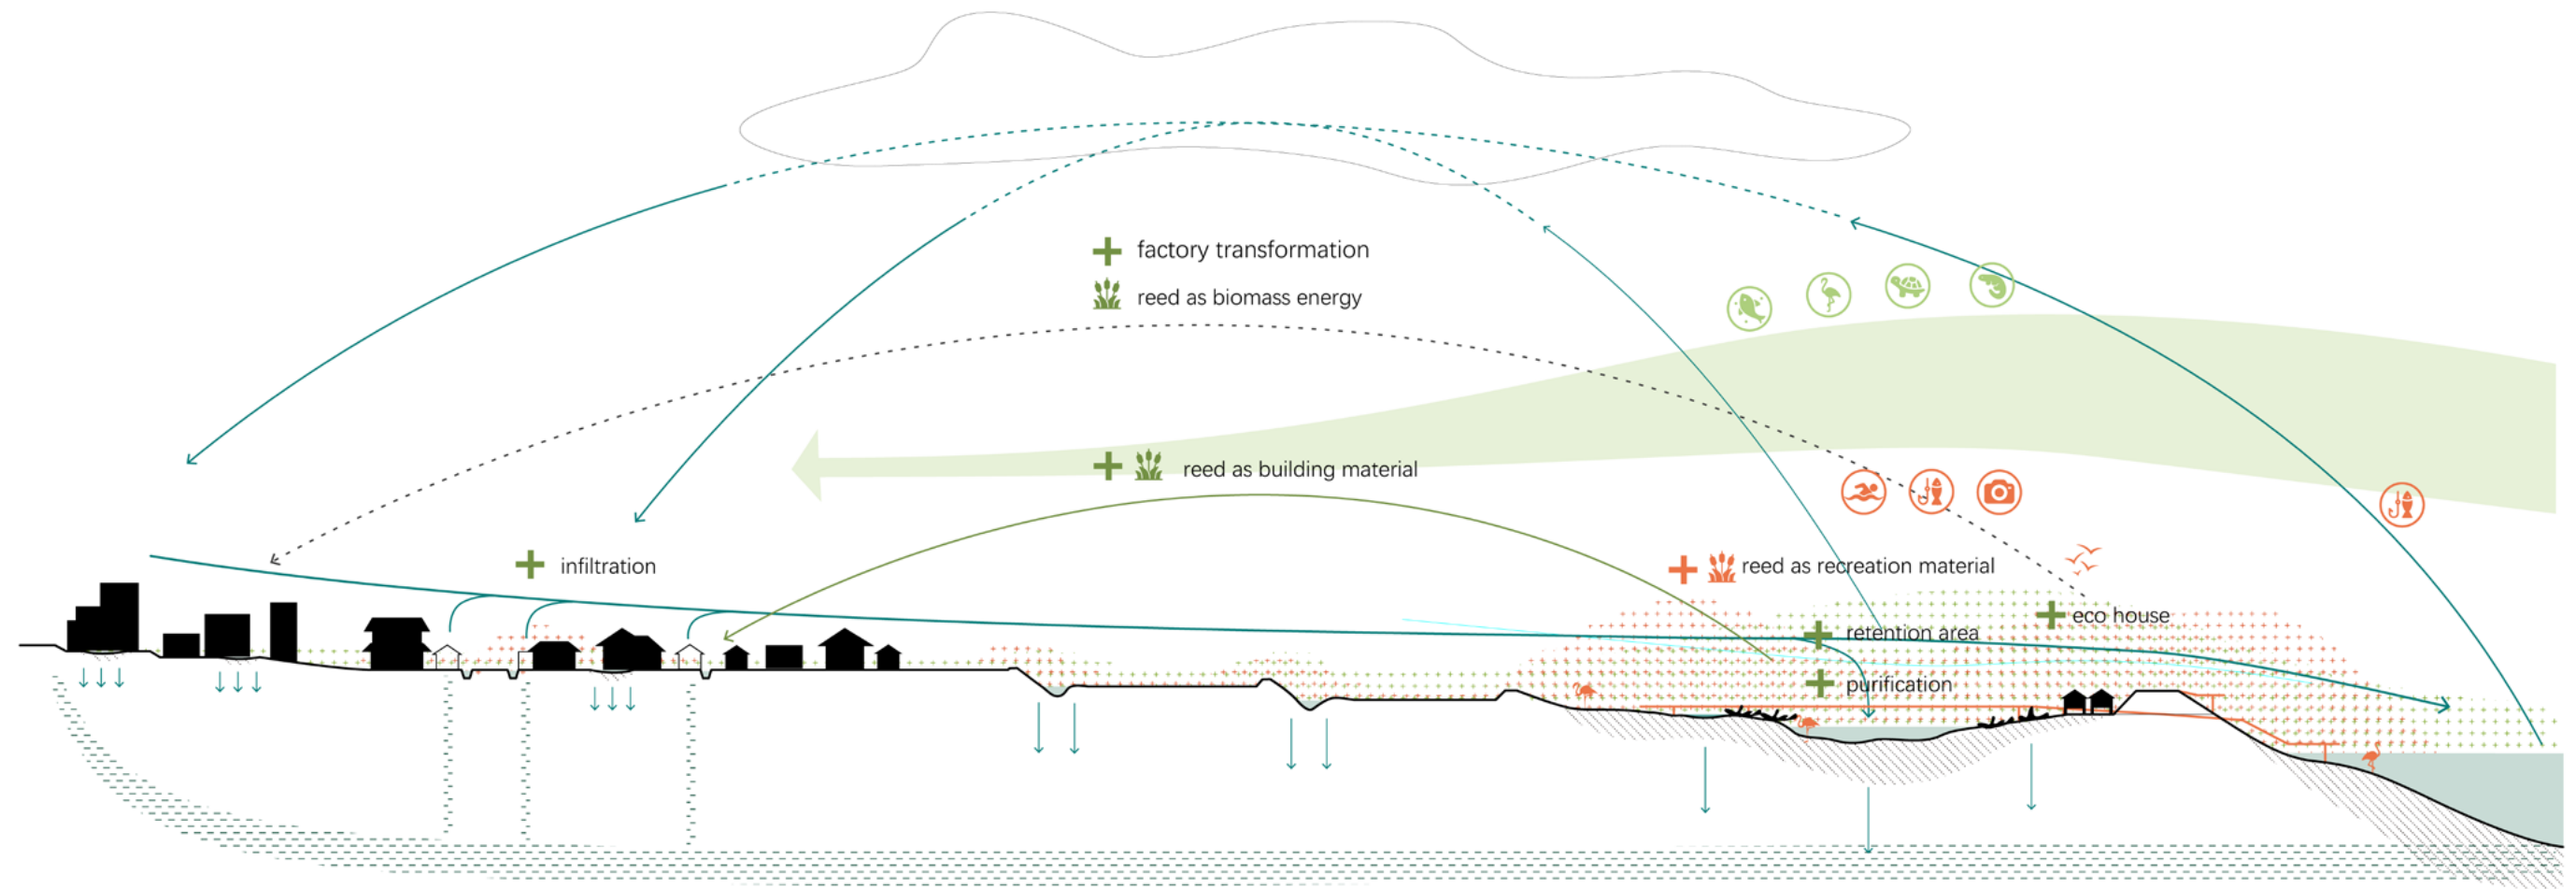 factory transformation
reed as biomass energy
reed as building material
infiltration
reed as recreation material
eco house
retention area
purification